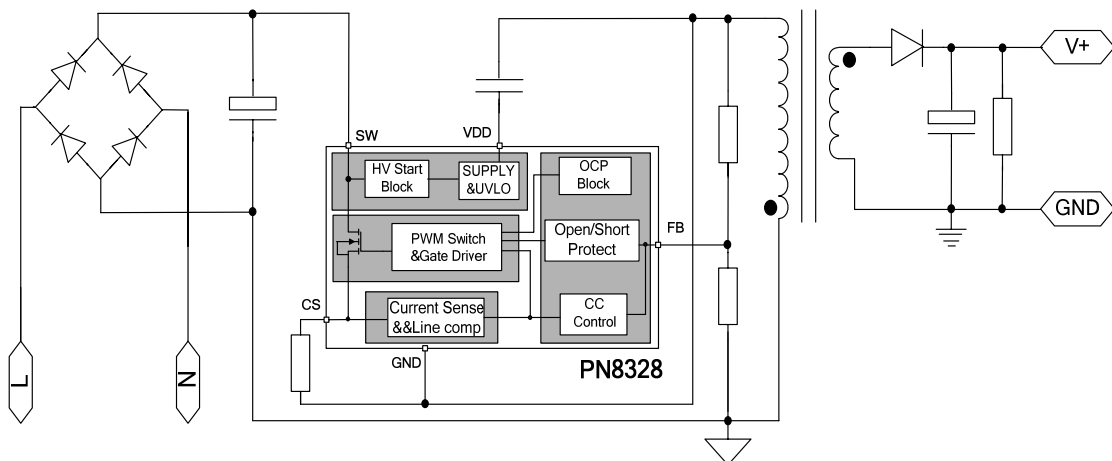 V+
SW
VDD
HV Start
Block
SUPPLY
&UVLO
OCP
Block
GND
FB
PWM Switch
&Gate Driver
Open/Short
Protect
CS
Current Sense
&&Line comp
CC
Control
GND
PN8328
L
N